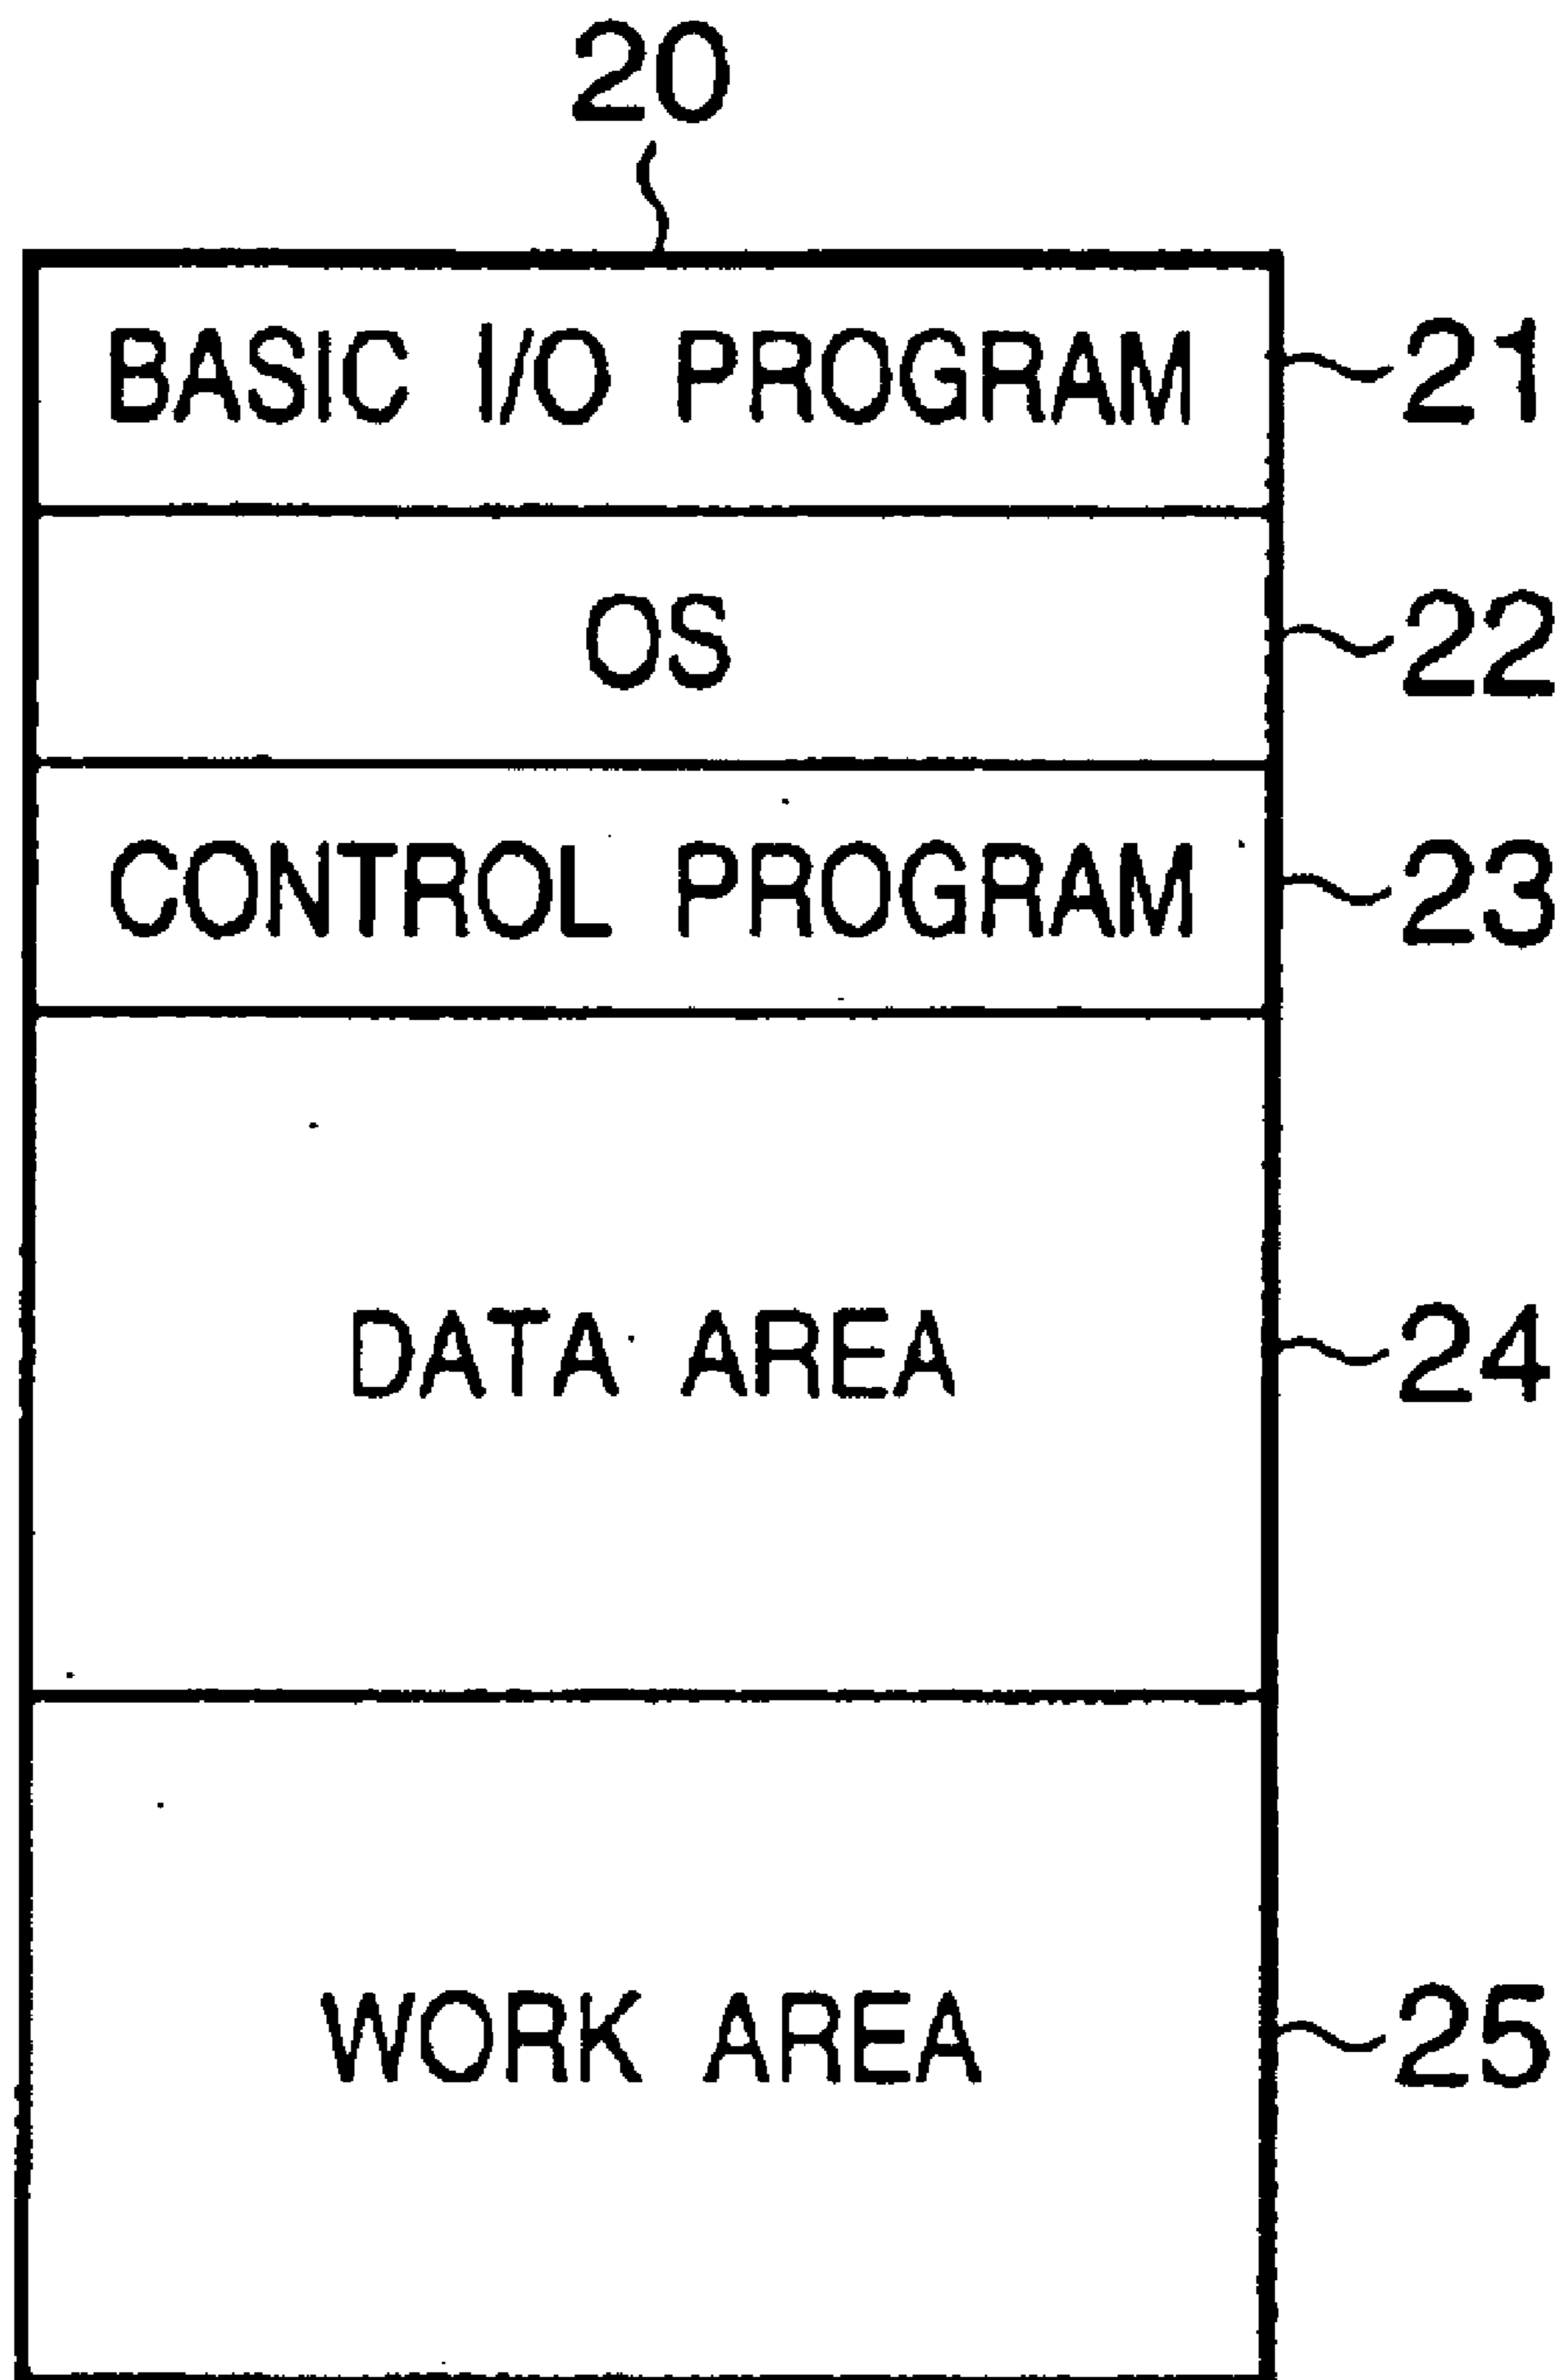 20
BASIC I/O PROGRAM 21
OS 22
CONTROL PROGRAM 23
DATA AREA 24
WORK AREA 25